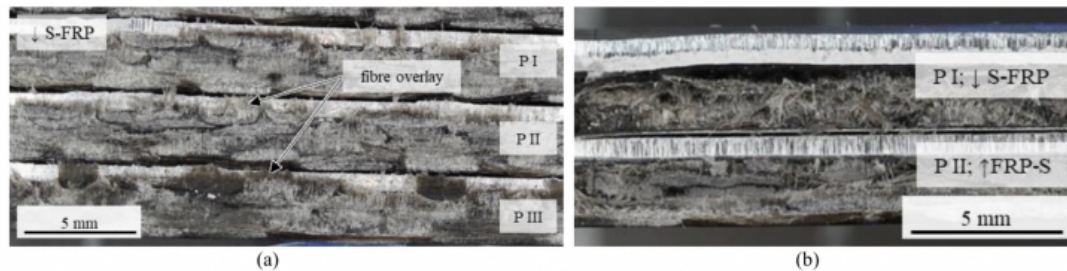 ↓ S-FRP
P I
fibre overlay
P II
P III
5 mm
(a)
P I; ↓ S-FRP
P II; ↑FRP-S
5 mm
(b)